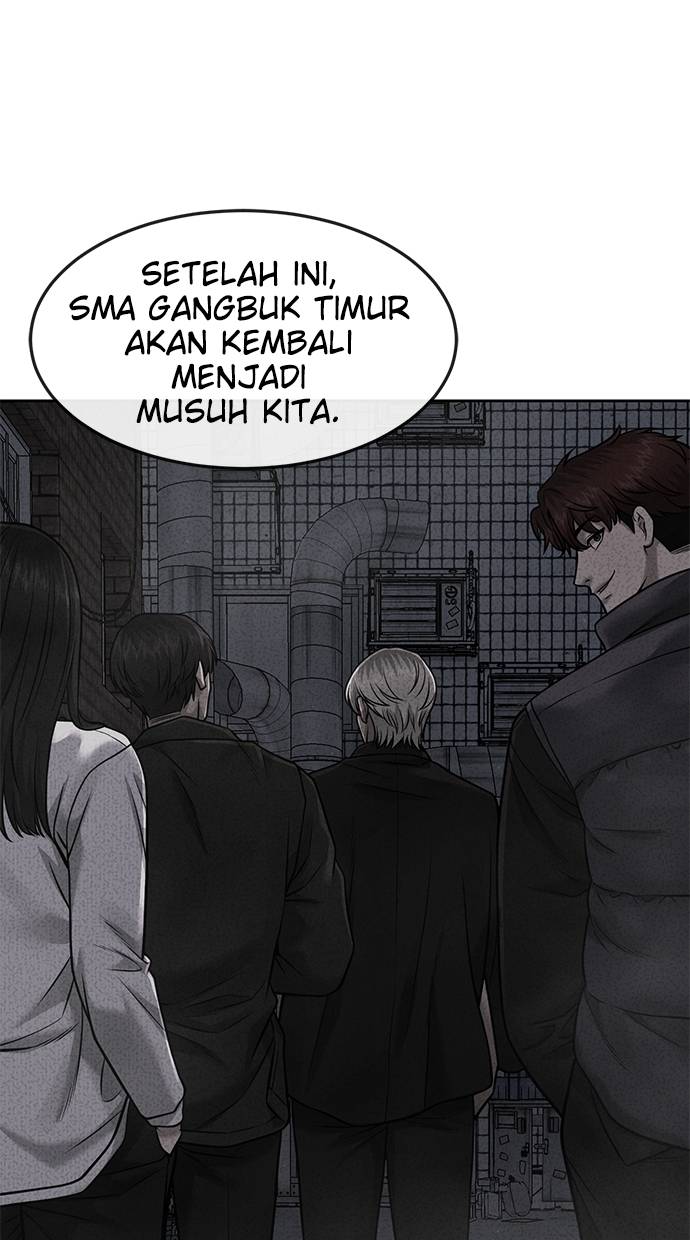 SETELAH INI,
SMA GANGBUK TIMUR
AKAN KEMBALI
MENJADI
MUSUH KITA.